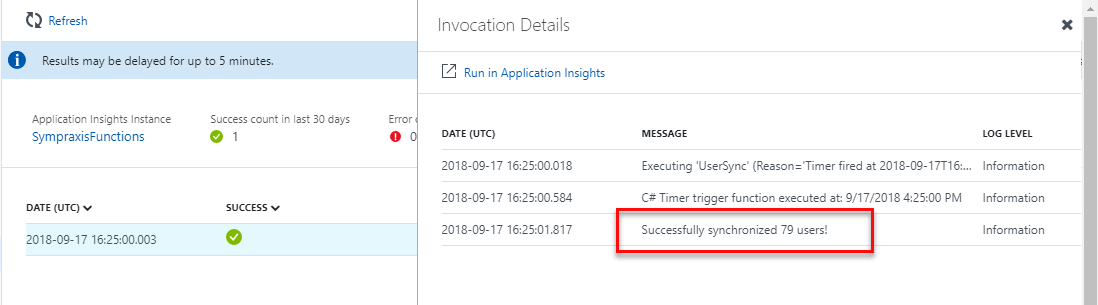 Refresh
Results may be delayed for up to 5 minutes.
Application Insights Instance
SympraxisFunctions
Success count in last 30 days
1
Error
0
DATE (UTC)
SUCCESS
2018-09-17 16:25:00.003
Invocation Details
Run in Application Insights
DATE (UTC) MESSAGE LOG LEVEL
2018-09-17 16:25:00.018 Executing 'UserSync' (Reason='Timer fired at 2018-09-17T16:... Information
2018-09-17 16:25:00.584 C# Timer trigger function executed at: 9/17/2018 4:25:00 PM Information
2018-09-17 16:25:01.817 Successfully synchronized 79 users! Information